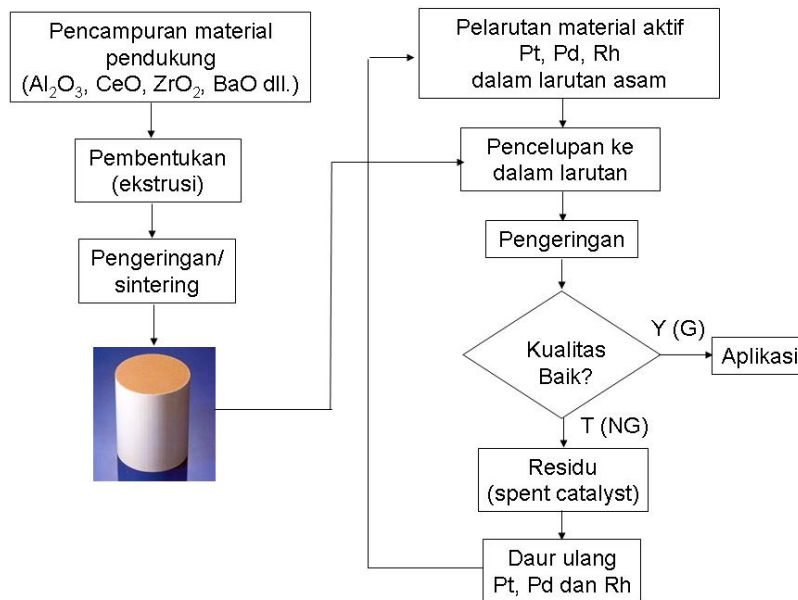 Pencampuran material
pendukung
(Al₂O₃, CeO, ZrO₂, BaO dll.)
Pembentukan
(ekstrusi)
Pengeringan/
sintering
Pelarutan material aktif
Pt, Pd, Rh
dalam larutan asam
Pencelupan ke
dalam larutan
Pengeringan
Kualitas
Baik?
Y (G)
Aplikasi
T (NG)
Residu
(spent catalyst)
Daur ulang
Pt, Pd dan Rh